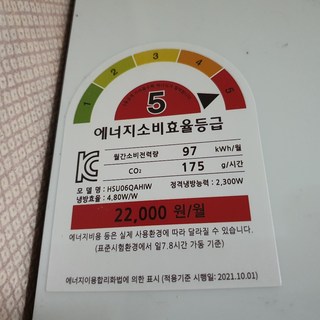 1 2 3 4 5
5
에너지소비효율등급
월간소비전력량 97 kWh/월
CO₂ 175 g/시간
모 델 명 : HSU06QAHIW 정격냉방능력 : 2,300W
냉방효율 : 4.80W/W
22,000 원/월
에너지비용 등은 실제 사용환경에 따라 달라질 수 있습니다.
(표준시험환경에서 일7.8시간 가동 기준)
에너지이용합리화법에 의한 표시 (적용기준 시행일: 2021.10.01)